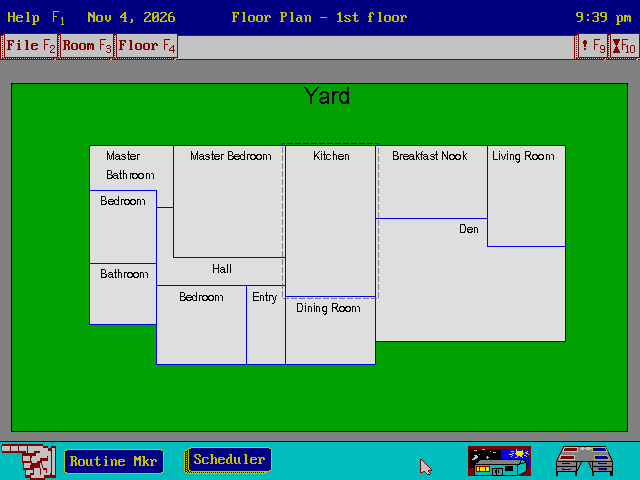 Help F1 Nov 4, 2026 Floor Plan - 1st floor 9:39 pm
File F2 Room F3 Floor F4 ! F9 F10
Yard
Master Bathroom
Master Bedroom
Kitchen
Breakfast Nook
Living Room
Bedroom
Den
Hall
Bathroom
Bedroom
Entry
Dining Room
Routine Mkr
Scheduler